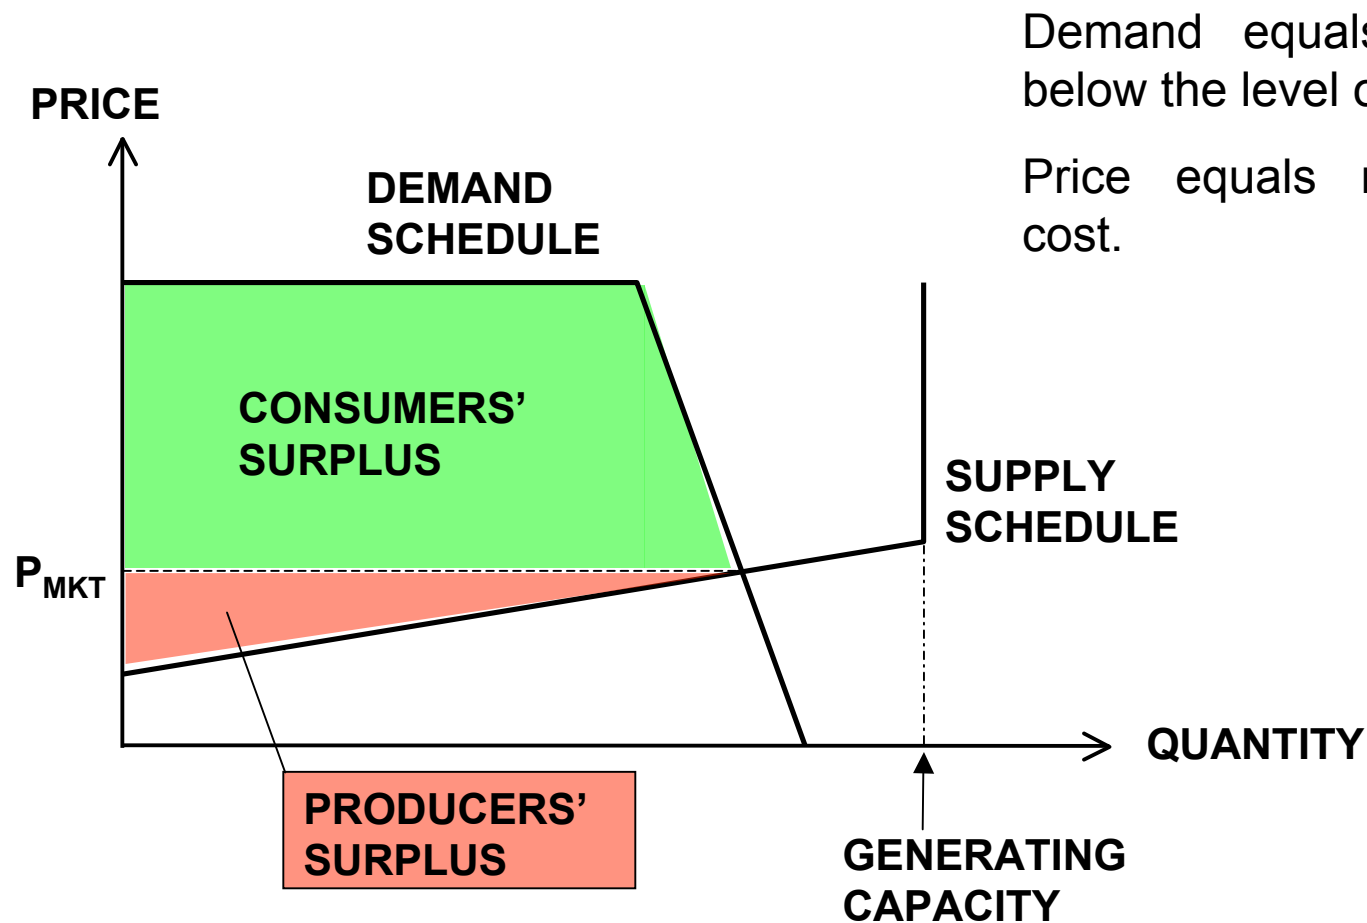 Demand equals
below the level
Price equals
cost.
PRICE
DEMAND
SCHEDULE
CONSUMERS’
SURPLUS
SUPPLY
SCHEDULE
PMKT
QUANTITY
PRODUCERS’
SURPLUS
GENERATING
CAPACITY